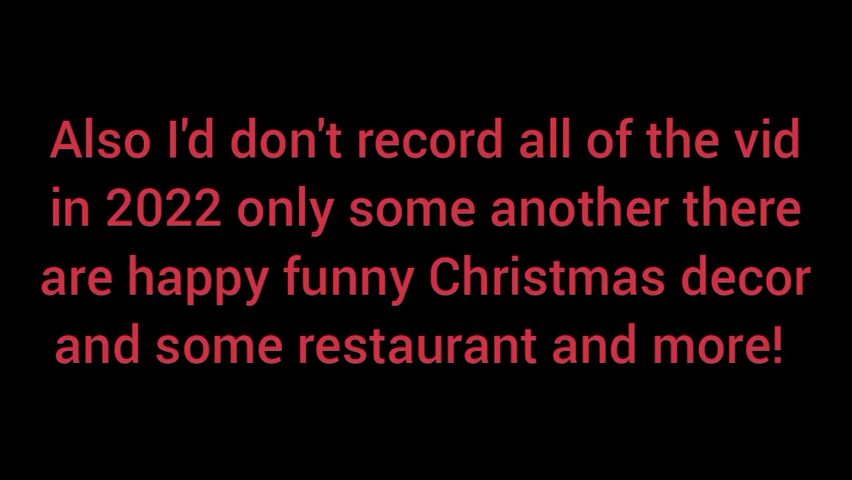 Also I'd don't record all of the vid
in 2022 only some another there
are happy funny Christmas decor
and some restaurant and more!